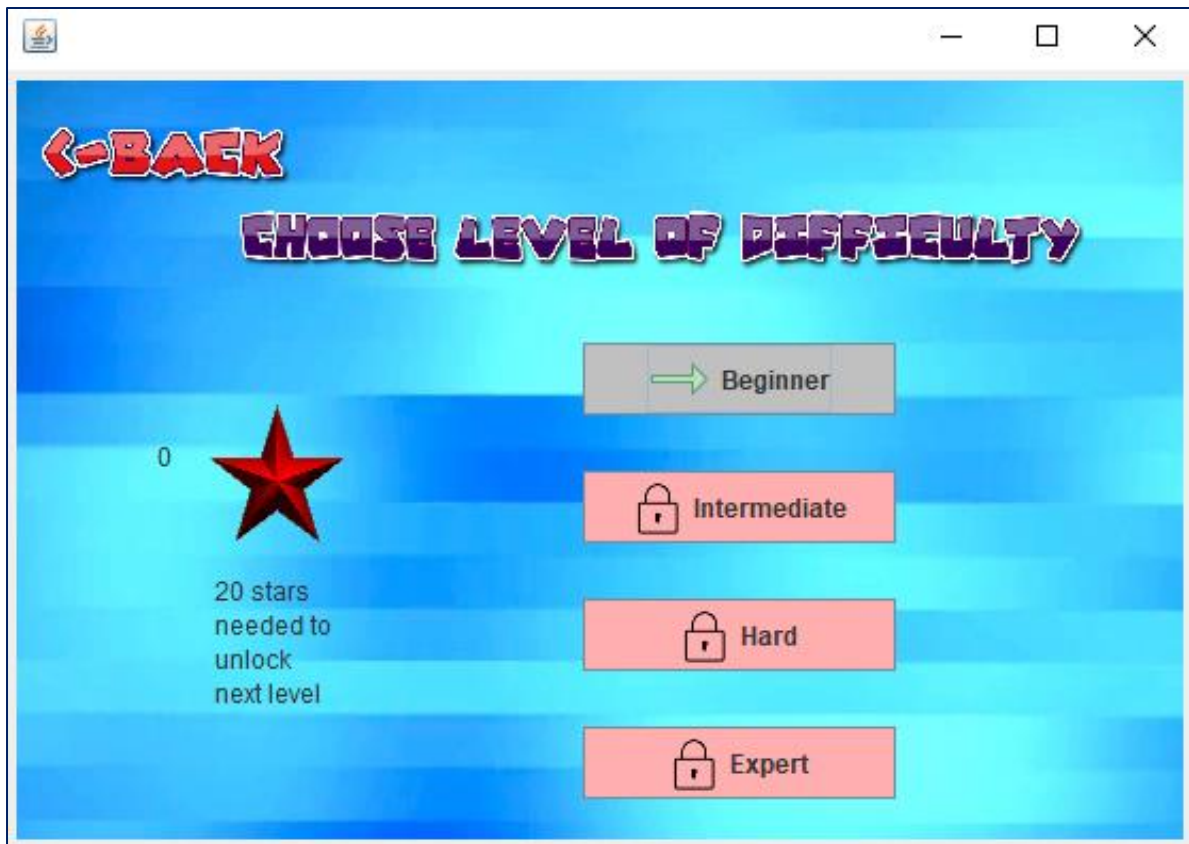 <-BACK
CHOOSE LEVEL OF DIFFICULTY
Beginner
0
Intermediate
20 stars
needed to
unlock
next level
Hard
Expert